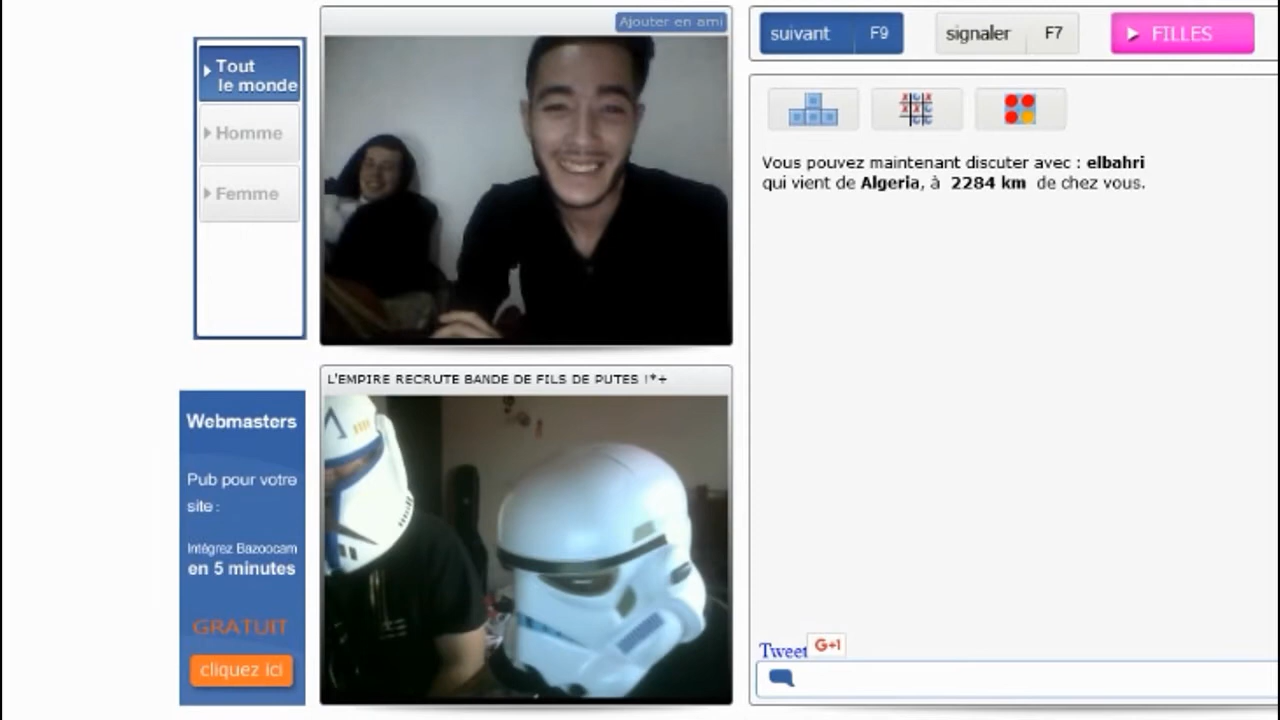 Ajouter en ami
Tout
le monde
Homme
Femme
suivant F9
signaler F7
FILLES
Vous pouvez maintenant discuter avec : elbahri
qui vient de Algeria, à 2284 km de chez vous.
L'EMPIRE RECRUTE BANDE DE FILS DE PUTES !*+
Webmasters
Pub pour votre
site :
Intégrez Bazoocam
en 5 minutes
GRATUIT
cliquez ici
Tweet G+1